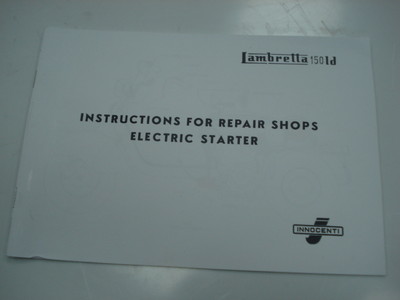 Lambretta 150 ld
INSTRUCTIONS FOR REPAIR SHOPS
ELECTRIC STARTER
INNOCENTI